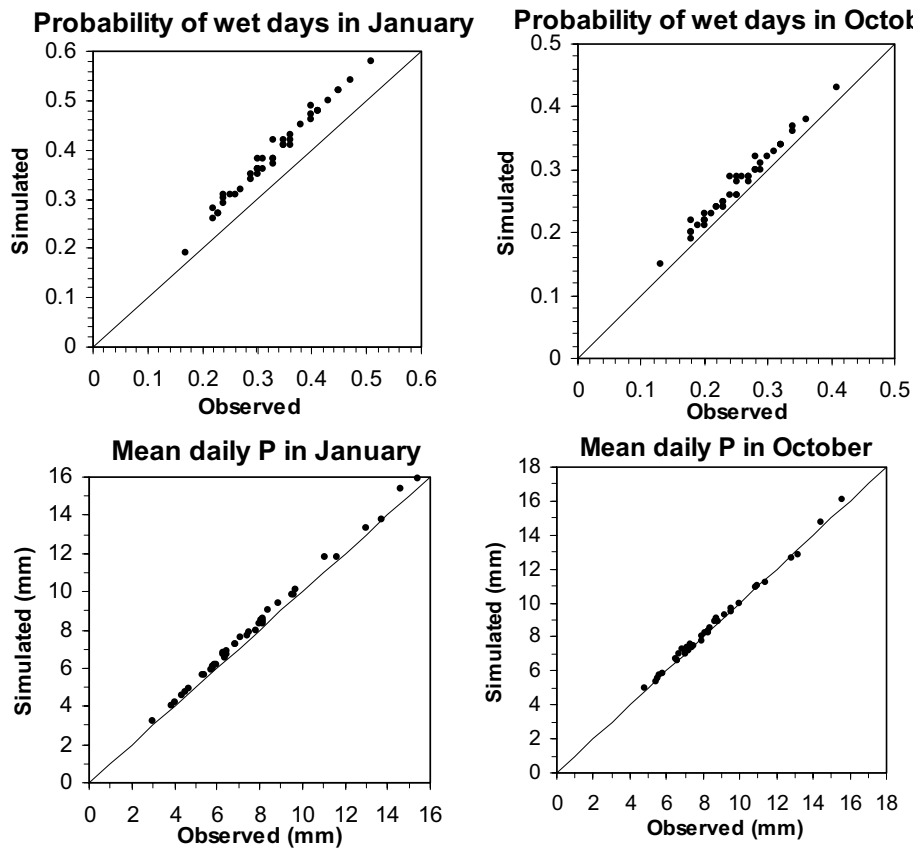 Probability of wet days in January
0.6
0.5
0.4
0.3
0.2
0.1
0
Simulated
0 0.1 0.2 0.3 0.4 0.5 0.6
Observed
Probability of wet days in Octob
0.5
0.4
0.3
0.2
0.1
0
Simulated
0 0.1 0.2 0.3 0.4 0.5
Observed
Mean daily P in January
16
14
12
10
8
6
4
2
0
Simulated (mm)
0 2 4 6 8 10 12 14 16
Observed (mm)
Mean daily P in October
18
16
14
12
10
8
6
4
2
0
Simulated (mm)
0 2 4 6 8 10 12 14 16 18
Observed (mm)